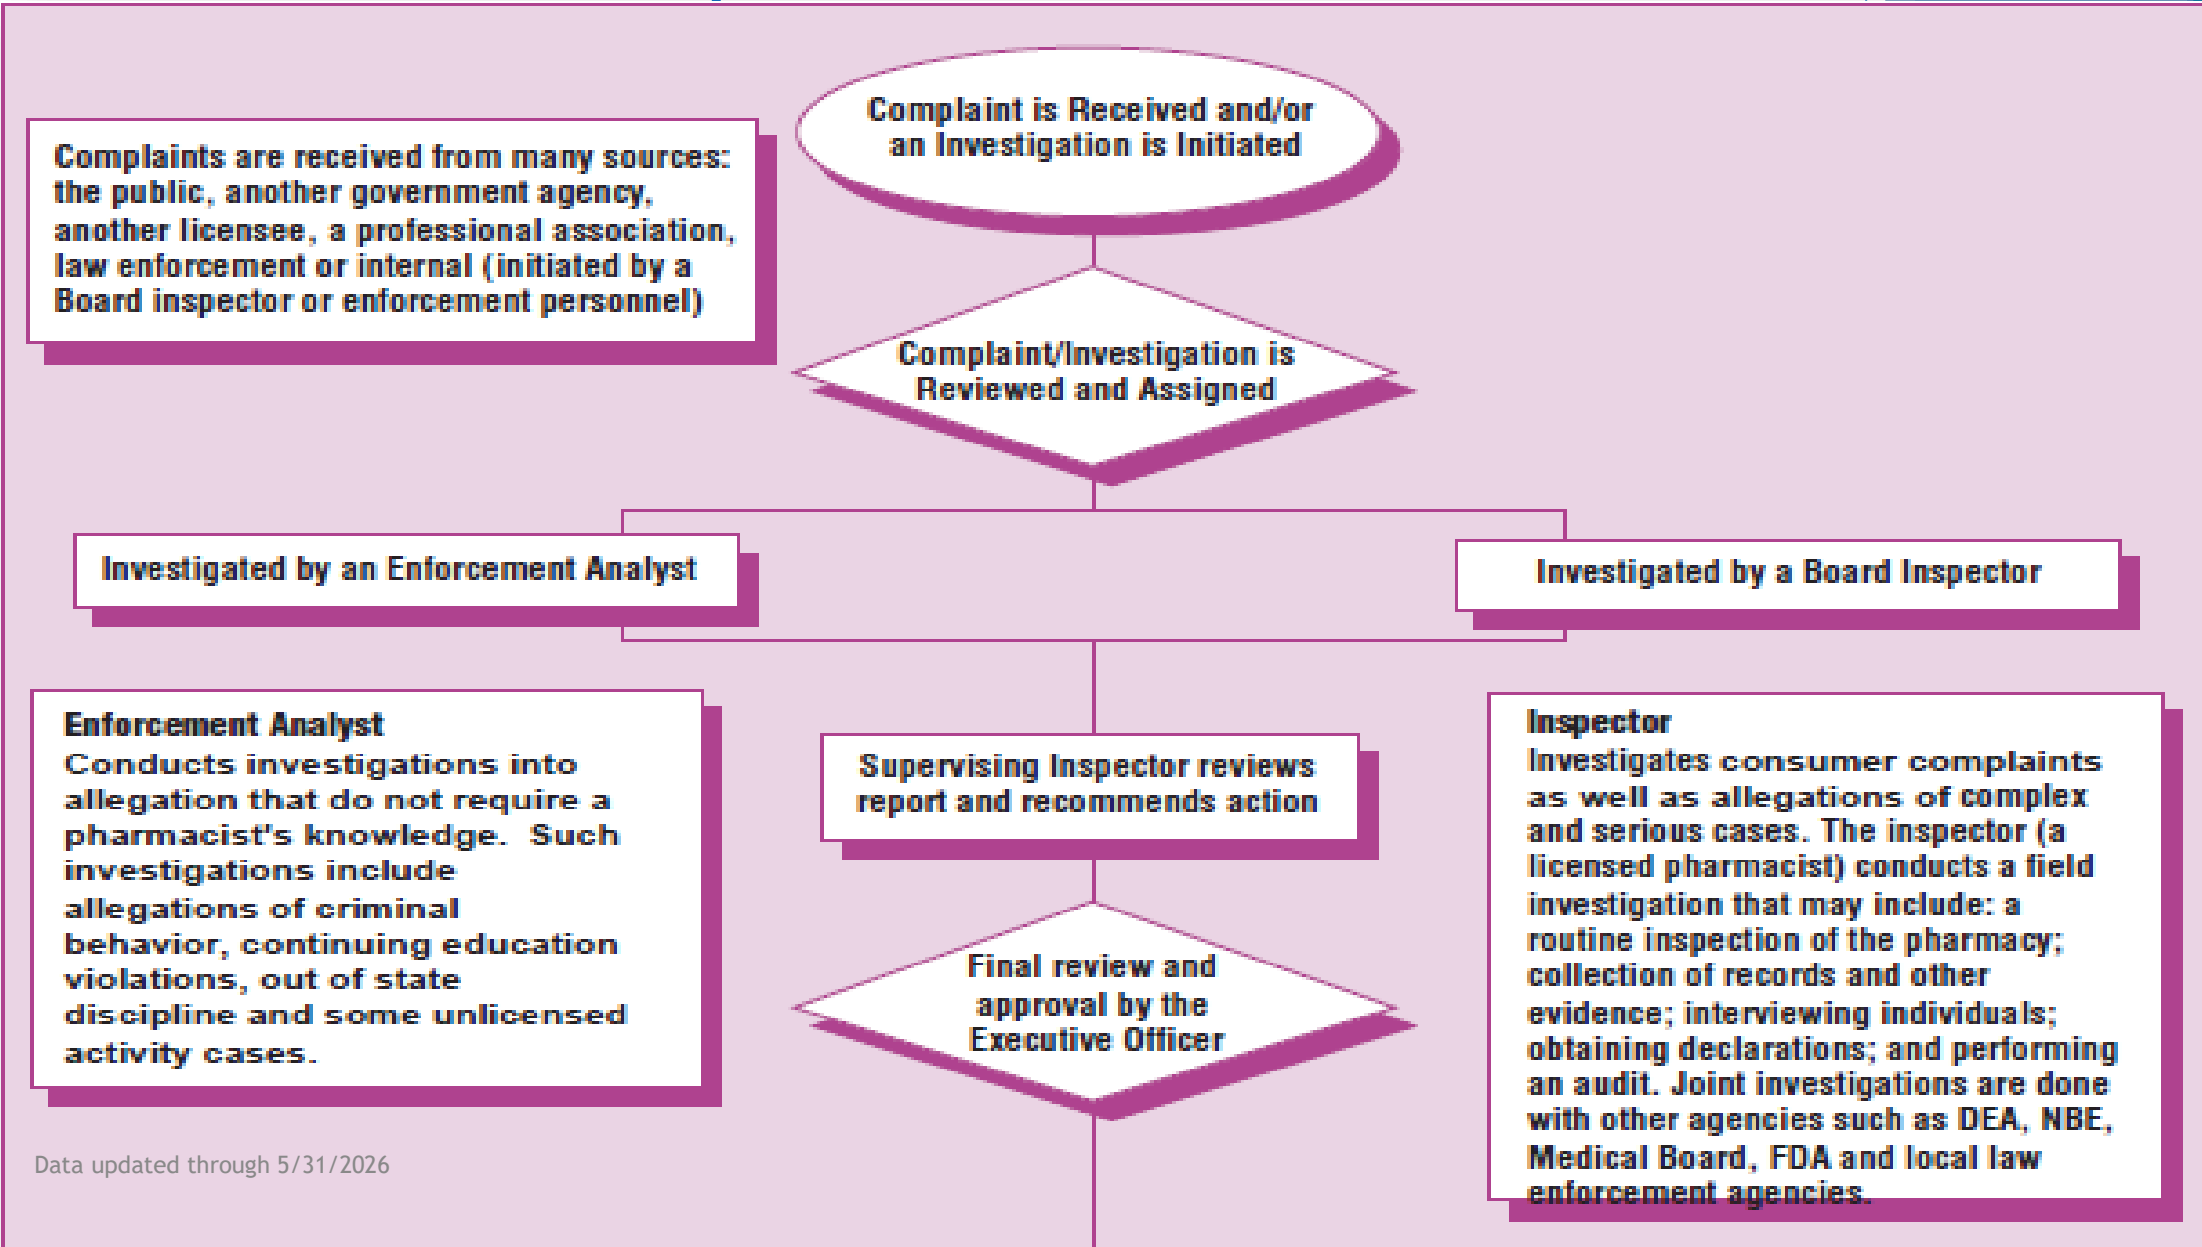 Complaint is Received and/or
an Investigation is Initiated
Complaints are received from many sources:
the public, another government agency,
another licensee, a professional association,
law enforcement or internal (initiated by a
Board inspector or enforcement personnel)
Complaint/Investigation is
Reviewed and Assigned
Investigated by an Enforcement Analyst
Investigated by a Board Inspector
Enforcement Analyst
Conducts investigations into
allegation that do not require a
pharmacist's knowledge.  Such
investigations include
allegations of criminal
behavior, continuing education
violations, out of state
discipline and some unlicensed
activity cases.
Supervising Inspector reviews
report and recommends action
Final review and
approval by the
Executive Officer
Inspector
Investigates consumer complaints
as well as allegations of complex
and serious cases. The inspector (a
licensed pharmacist) conducts a field
investigation that may include: a
routine inspection of the pharmacy;
collection of records and other
evidence; interviewing individuals;
obtaining declarations; and performing
an audit. Joint investigations are done
with other agencies such as DEA, NBE,
Medical Board, FDA and local law
enforcement agencies.
Data updated through 5/31/2026